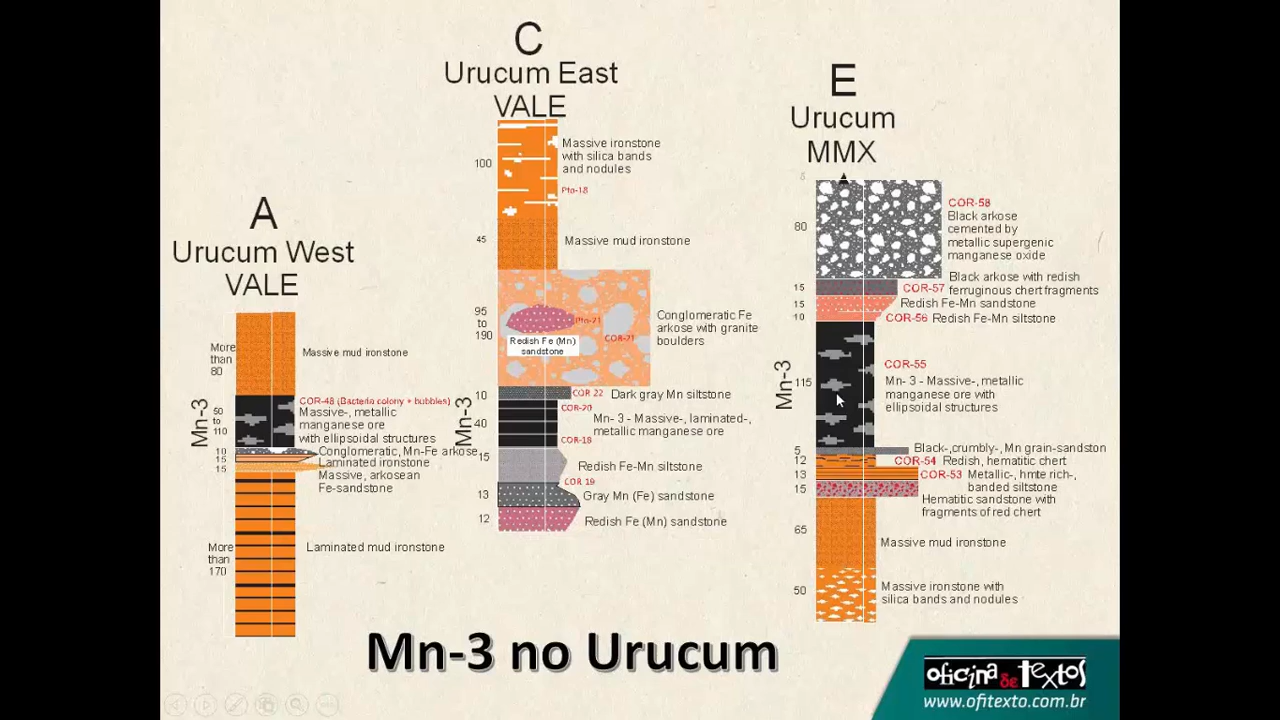 A
Urucum West
VALE
More
than
80
Massive mud ironstone
Mn-3
50
to
110
COR-48 (Bacteria colony + bubbles)
Massive-, metallic
manganese ore
with ellipsoidal structures
10
Conglomeratic, Mn-Fe arkose
15
Laminated ironstone
15
Massive, arkosean
Fe-sandstone
More
than
170
Laminated mud ironstone
C
Urucum East
VALE
100
Massive ironstone
with silica bands
and nodules
Pto-18
45
Massive mud ironstone
95
to
190
Pto-21
COR-21
Redish Fe (Mn)
sandstone
Conglomeratic Fe
arkose with granite
boulders
10
COR 22
Dark gray Mn siltstone
Mn-3
40
COR-20
Mn- 3 - Massive-, laminated-,
metallic manganese ore
COR-18
15
Redish Fe-Mn siltstone
COR 19
13
Gray Mn (Fe) sandstone
12
Redish Fe (Mn) sandstone
E
Urucum
MMX
80
COR-58
Black arkose
cemented by
metallic supergenic
manganese oxide
15
COR-57
Black arkose with redish
ferruginous chert fragments
15
Redish Fe-Mn sandstone
10
COR-56
Redish Fe-Mn siltstone
Mn-3
115
COR-55
Mn- 3 - Massive-, metallic
manganese ore with
ellipsoidal structures
5
Black-,crumbly-, Mn grain-sandston
12
COR-54
Redish, hematitic chert
13
COR-53
Metallic-, hmte rich-,
banded siltstone
15
Hematitic sandstone with
fragments of red chert
65
Massive mud ironstone
50
Massive ironstone with
silica bands and nodules
Mn-3 no Urucum
oficina de textos
www.ofitexto.com.br